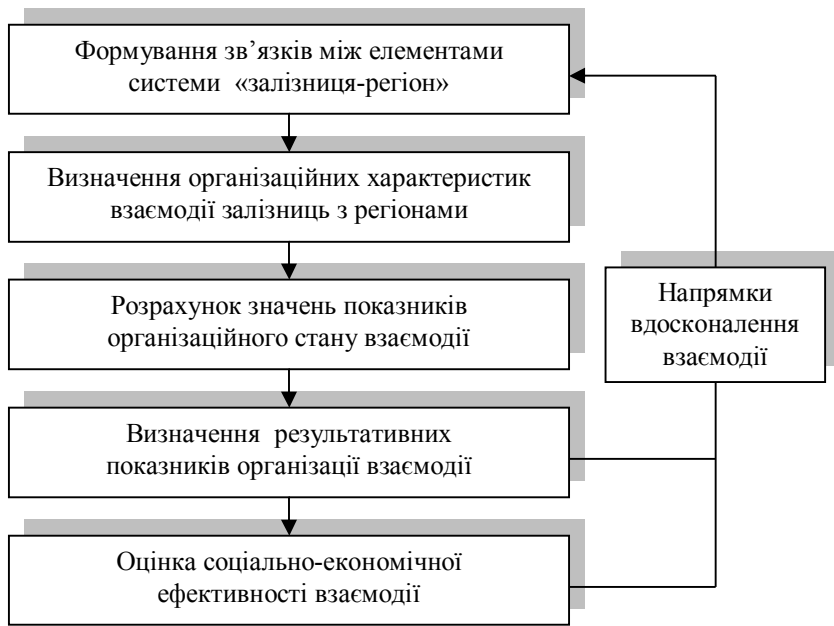 Формування зв’язків між елементами
системи «залізниця-регіон»
Визначення організаційних характеристик
взаємодії залізниць з регіонами
Розрахунок значень показників
організаційного стану взаємодії
Напрямки
вдосконалення
взаємодії
Визначення результативних
показників організації взаємодії
Оцінка соціально-економічної
ефективності взаємодії